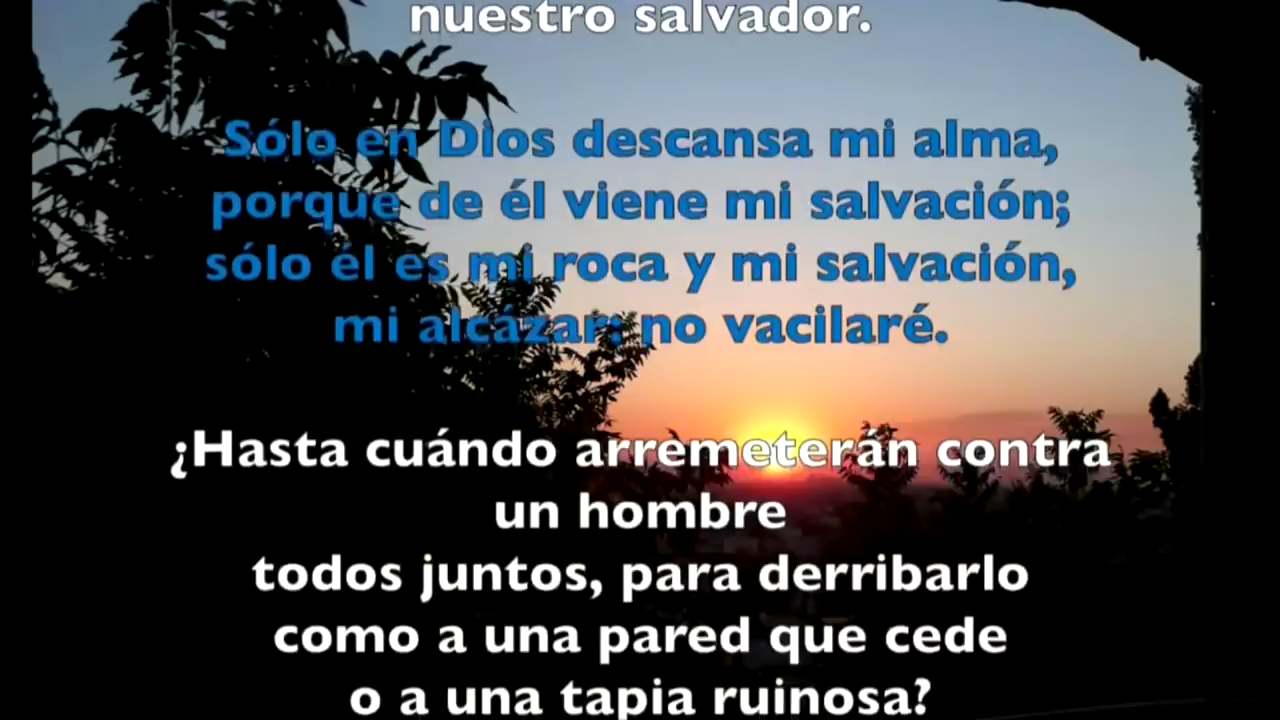 nuestro salvador.
Sólo en Dios descansa mi alma,
porque de él viene mi salvación;
sólo él es mi roca y mi salvación,
mi alcázar: no vacilaré.
¿Hasta cuándo arremeterán contra
un hombre
todos juntos, para derribarlo
como a una pared que cede
o a una tapia ruinosa?